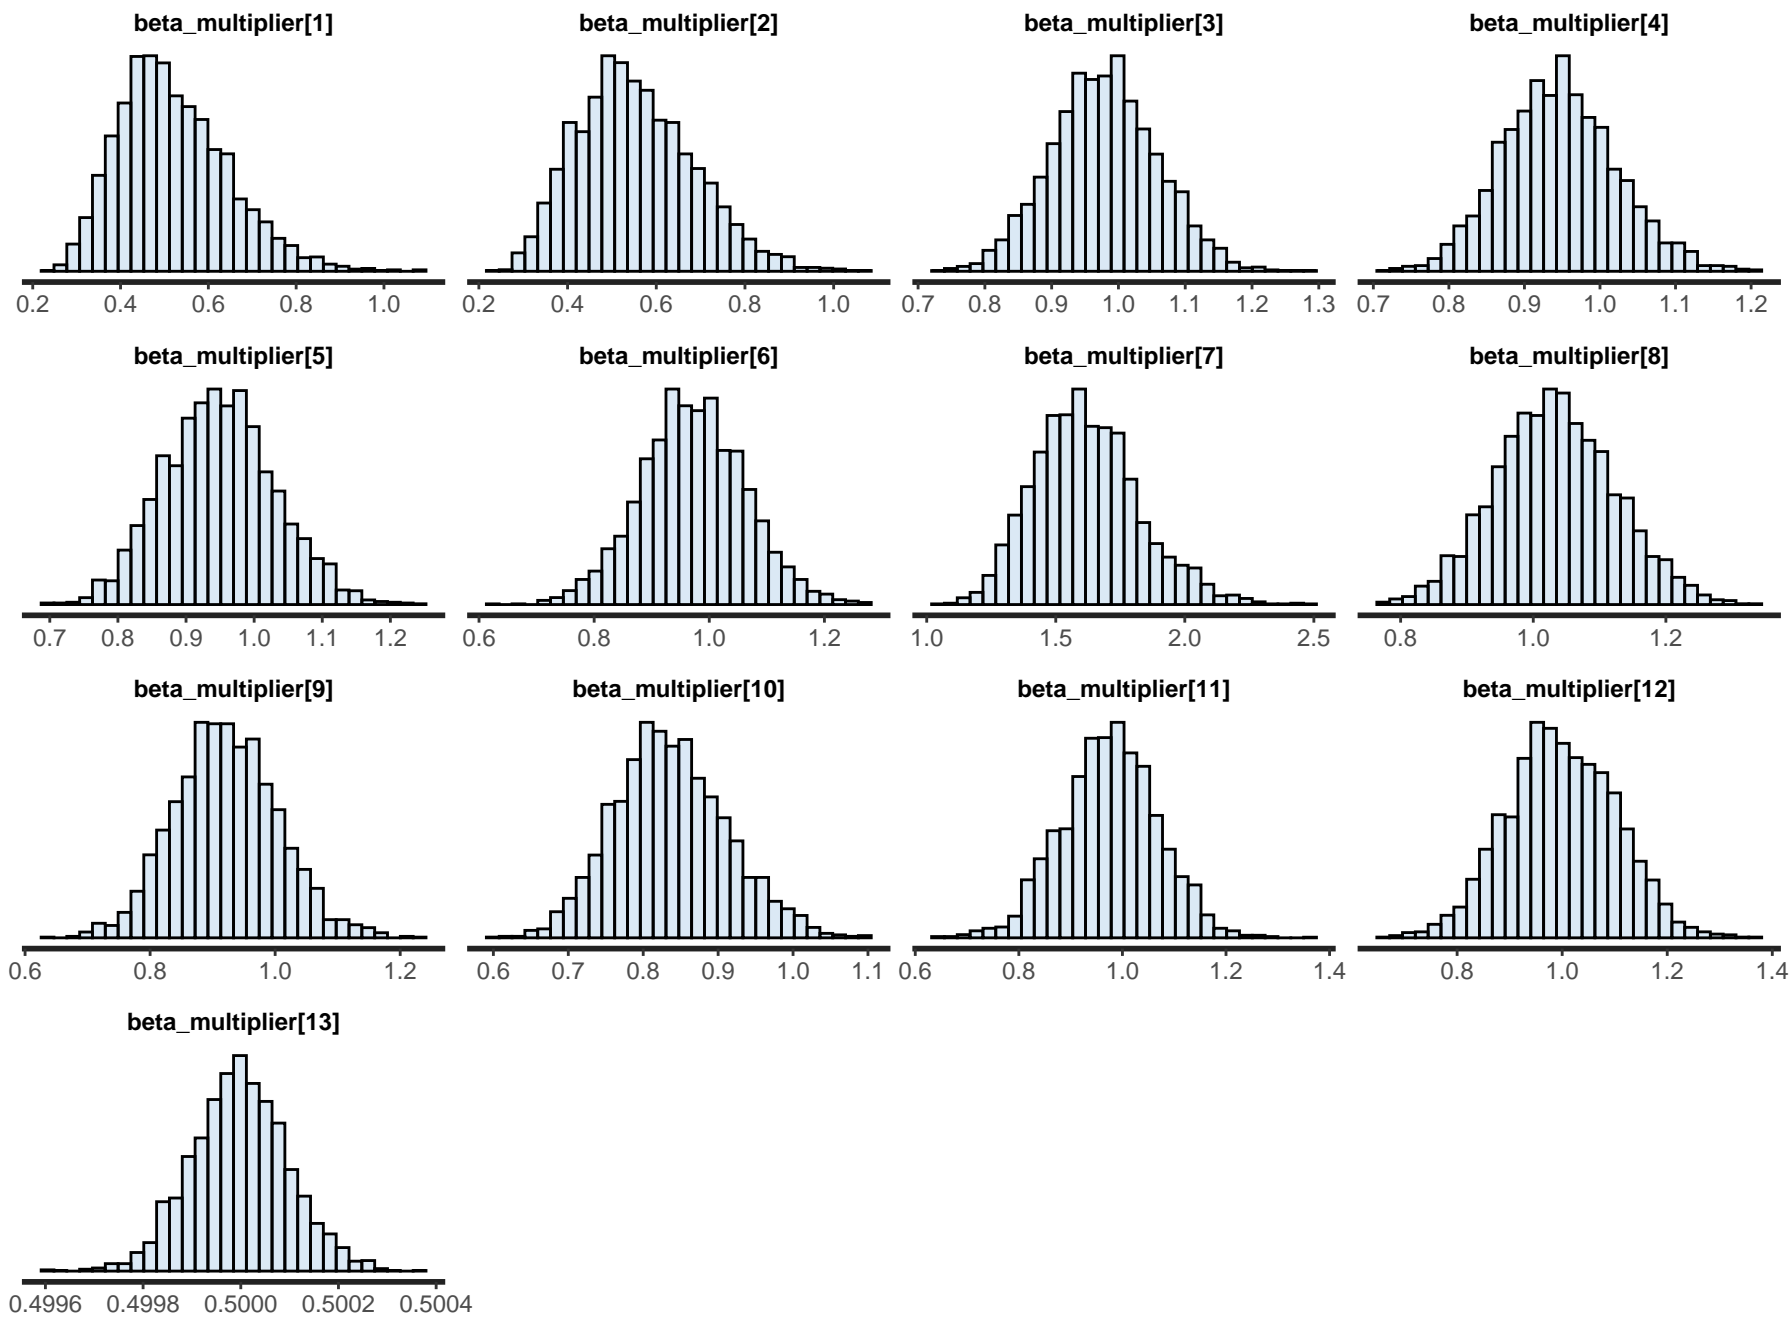 beta_multiplier[1] beta_multiplier[2] beta_multiplier[3] beta_multiplier[4]
0.2 0.4 0.6 0.8 1.0 0.2 0.4 0.6 0.8 1.0 0.7 0.8 0.9 1.0 1.1 1.2 1.3 0.7 0.8 0.9 1.0 1.1 1.2
beta_multiplier[5] beta_multiplier[6] beta_multiplier[7] beta_multiplier[8]
0.7 0.8 0.9 1.0 1.1 1.2 0.6 0.8 1.0 1.2 1.0 1.5 2.0 2.5 0.8 1.0 1.2
beta_multiplier[9] beta_multiplier[10] beta_multiplier[11] beta_multiplier[12]
0.6 0.8 1.0 1.2 0.6 0.7 0.8 0.9 1.0 1.1 0.6 0.8 1.0 1.2 1.4 0.8 1.0 1.2 1.4
beta_multiplier[13]
0.4996 0.4998 0.5000 0.5002 0.5004